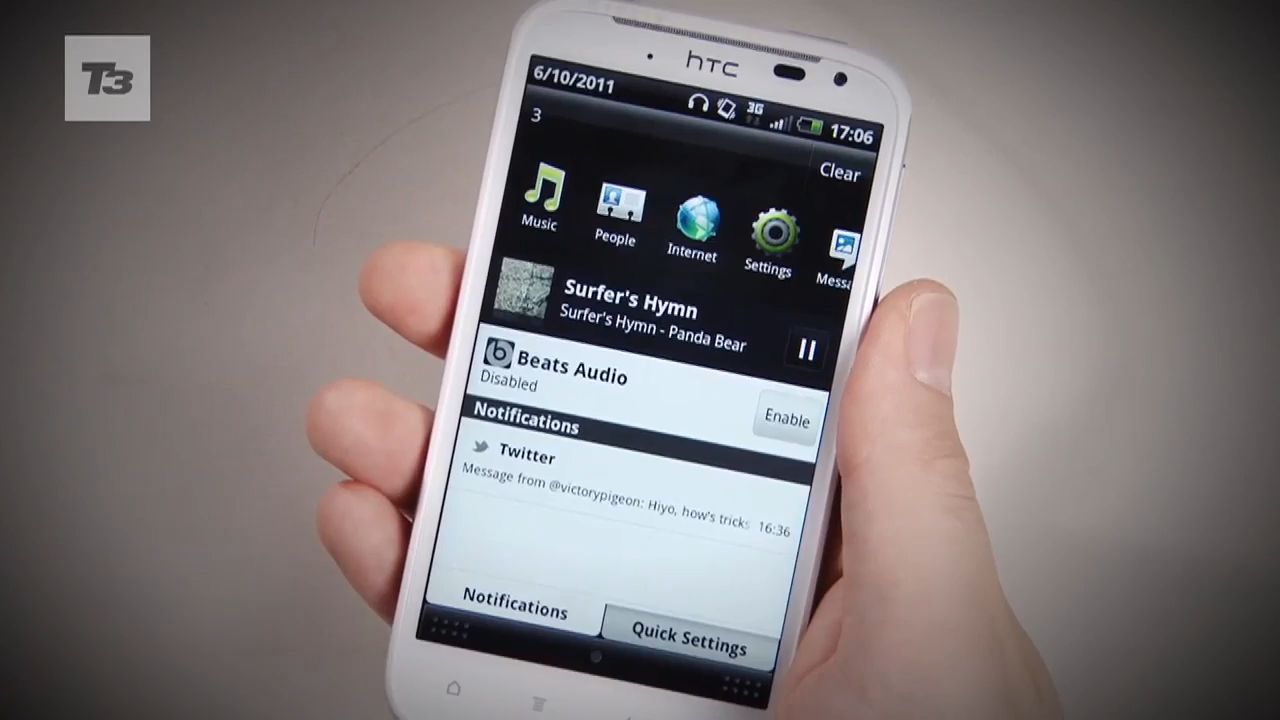 T3
hTC
6/10/2011
3G
17:06
3
Clear
Music
People
Internet
Settings
Messa
Surfer's Hymn
Surfer's Hymn - Panda Bear
Beats Audio
Disabled
Enable
Notifications
Twitter
Message from @victorypigeon: Hiyo, how's tricks
16:36
Notifications
Quick Settings